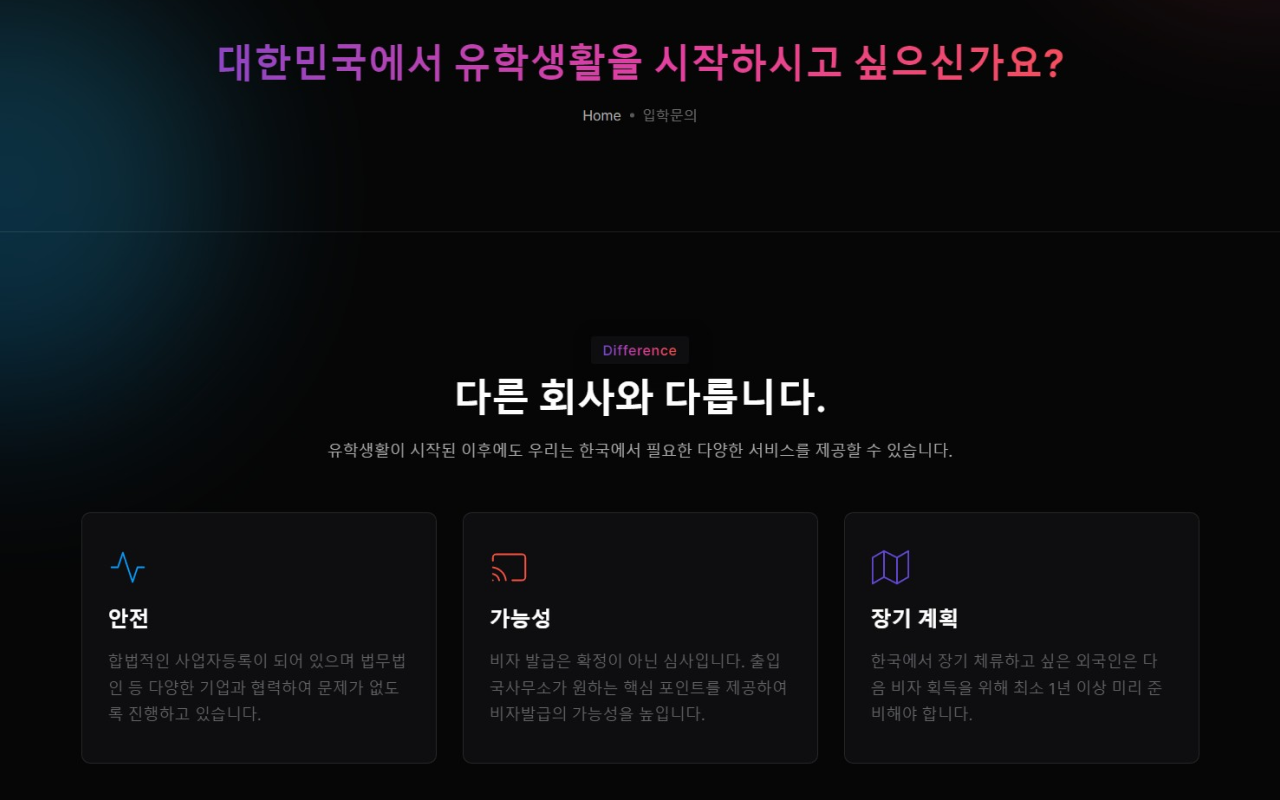 대한민국에서 유학생활을 시작하시고 싶으신가요?
Home • 입학문의
Difference
다른 회사와 다릅니다.
유학생활이 시작된 이후에도 우리는 한국에서 필요한 다양한 서비스를 제공할 수 있습니다.
안전
합법적인 사업자등록이 되어 있으며 법무법
인 등 다양한 기업과 협력하여 문제가 없도
록 진행하고 있습니다.
가능성
비자 발급은 확정이 아닌 심사입니다. 출입
국사무소가 원하는 핵심 포인트를 제공하여
비자발급의 가능성을 높입니다.
장기 계획
한국에서 장기 체류하고 싶은 외국인은 다
음 비자 획득을 위해 최소 1년 이상 미리 준
비해야 합니다.